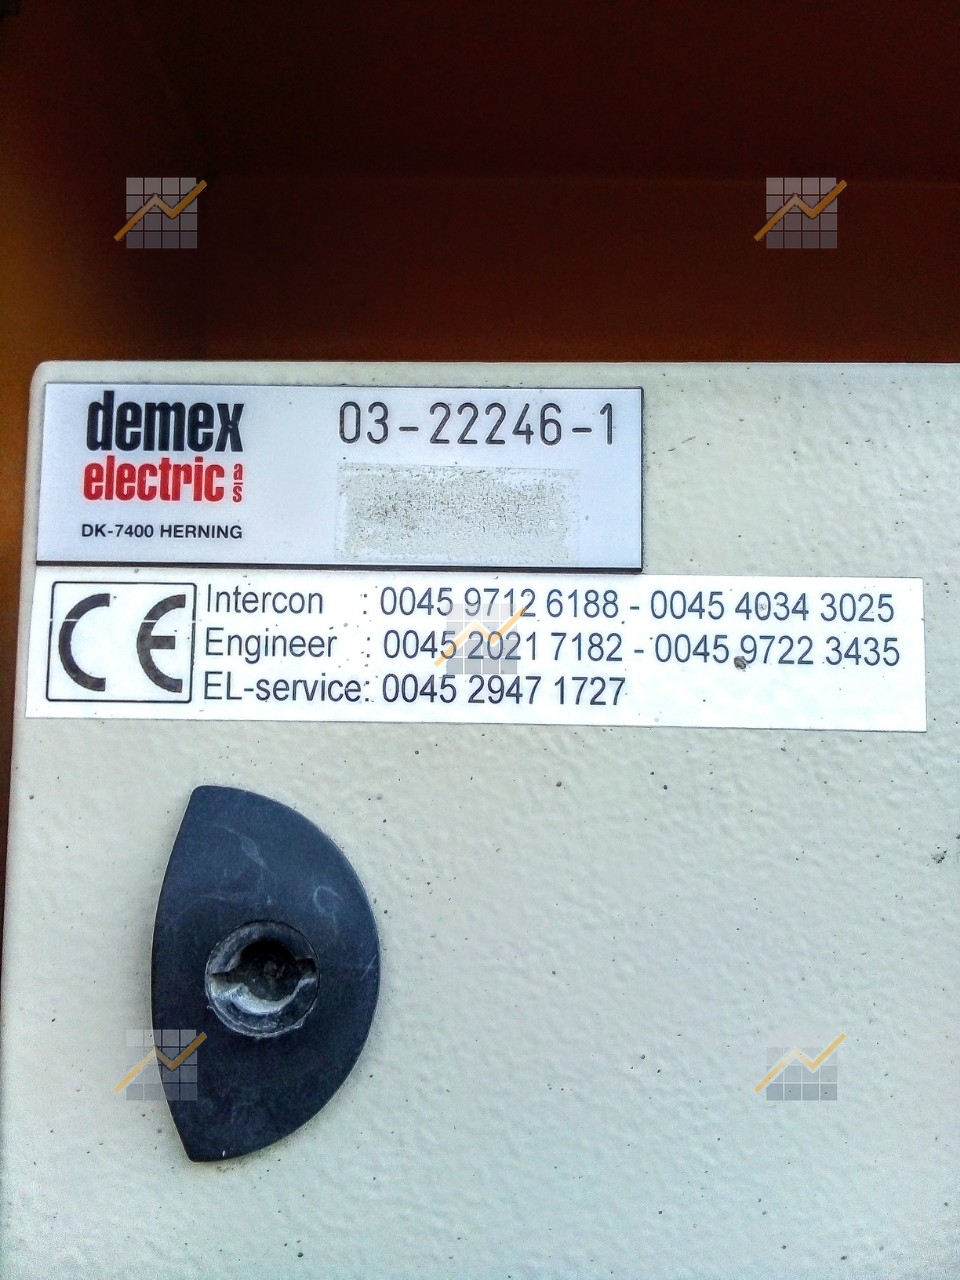 demex
electric a/s
DK-7400 HERNING
03-22246-1
CE
Intercon : 0045 9712 6188 - 0045 4034 3025
Engineer : 0045 2021 7182 - 0045 9722 3435
EL-service: 0045 2947 1727